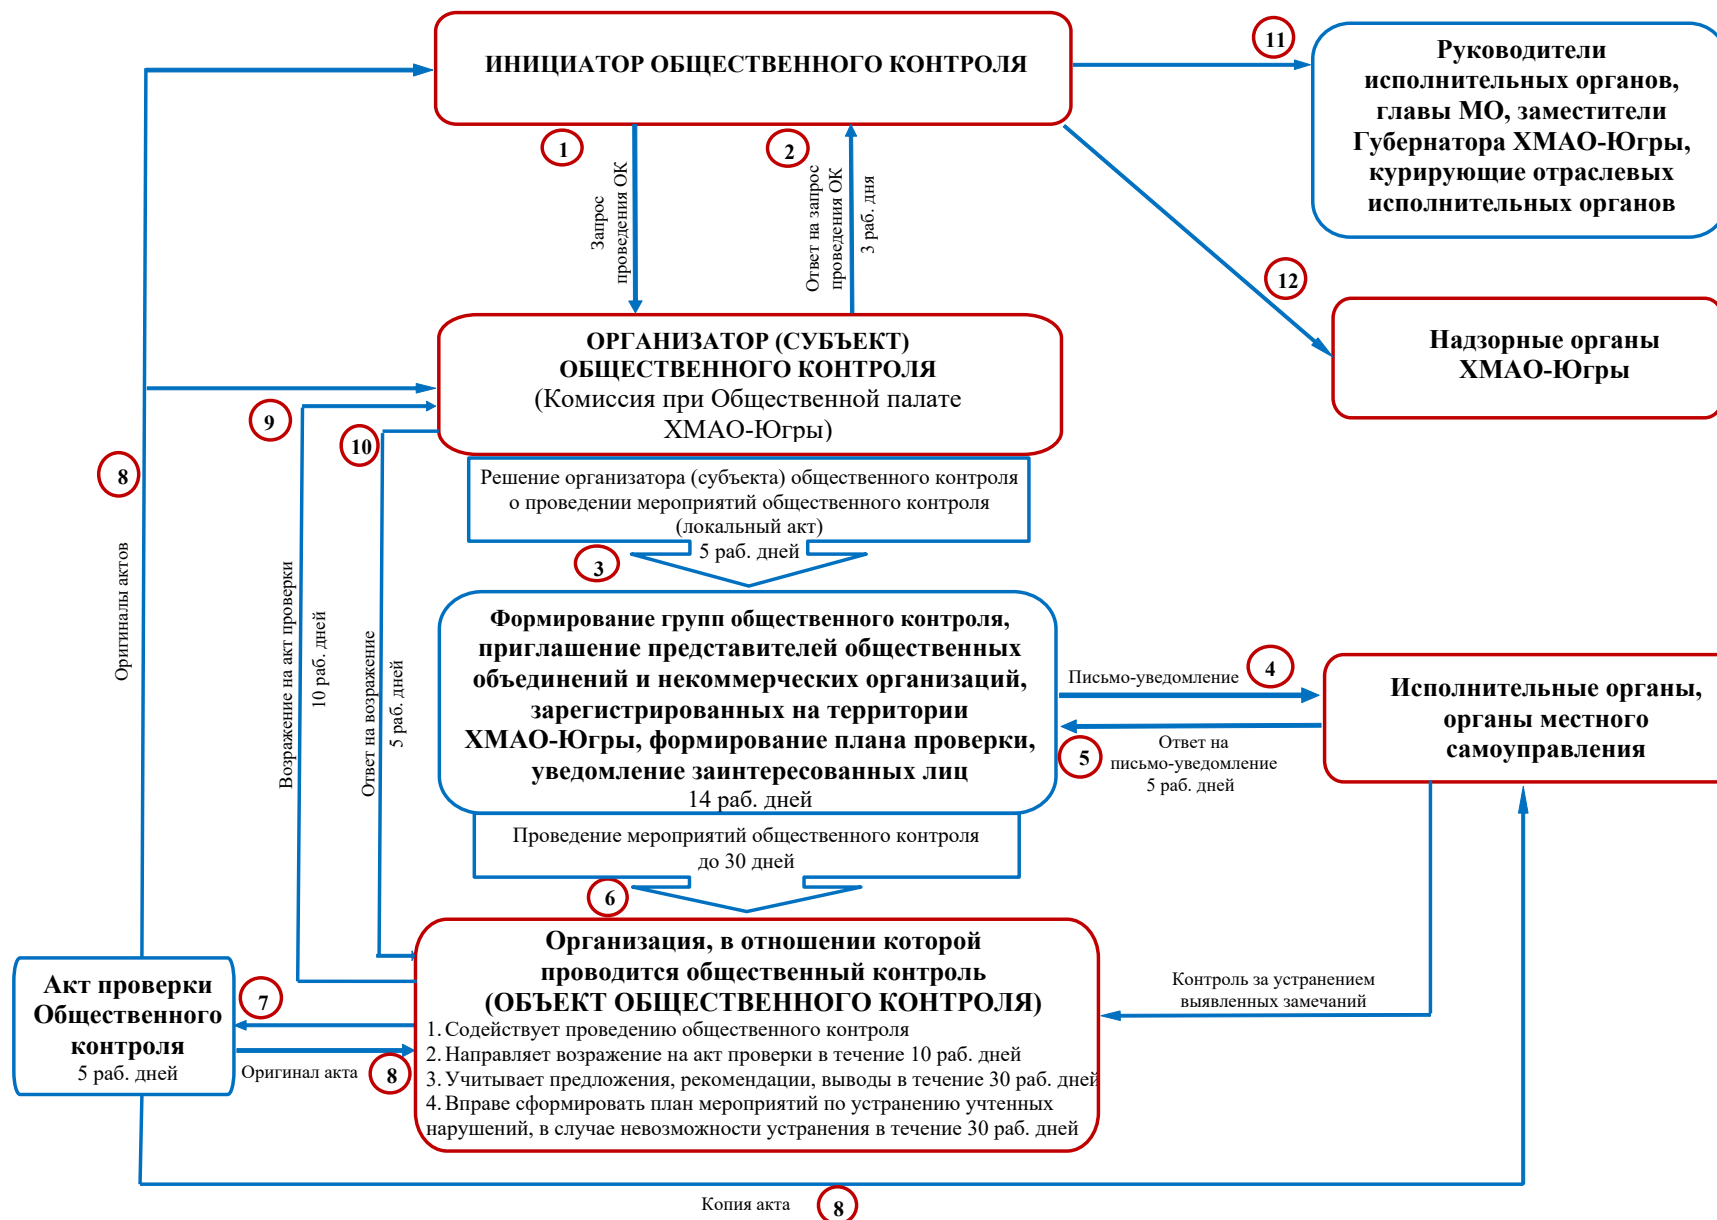 ИНИЦИАТОР ОБЩЕСТВЕННОГО КОНТРОЛЯ
11
Руководители
исполнительных органов,
главы МО, заместители
Губернатора ХМАО-Югры,
курирующие отраслевых
исполнительных органов
1
Запрос
проведения ОК
2
Ответ на запрос
проведения ОК
3 раб. дня
12
Надзорные органы
ХМАО-Югры
ОРГАНИЗАТОР (СУБЪЕКТ)
ОБЩЕСТВЕННОГО КОНТРОЛЯ
(Комиссия при Общественной палате
ХМАО-Югры)
9
10
8
Оригиналы актов
Возражение на акт проверки
10 раб. дней
Ответ на возражение
5 раб. дней
Решение организатора (субъекта) общественного контроля
о проведении мероприятий общественного контроля
(локальный акт)
5 раб. дней
3
Формирование групп общественного контроля,
приглашение представителей общественных
объединений и некоммерческих организаций,
зарегистрированных на территории
ХМАО-Югры, формирование плана проверки,
уведомление заинтересованных лиц
14 раб. дней
Письмо-уведомление
4
5
Ответ на
письмо-уведомление
5 раб. дней
Исполнительные органы,
органы местного
самоуправления
Проведение мероприятий общественного контроля
до 30 дней
6
Организация, в отношении которой
проводится общественный контроль
(ОБЪЕКТ ОБЩЕСТВЕННОГО КОНТРОЛЯ)
1. Содействует проведению общественного контроля
2. Направляет возражение на акт проверки в течение 10 раб. дней
3. Учитывает предложения, рекомендации, выводы в течение 30 раб. дней
4. Вправе сформировать план мероприятий по устранению учтенных
нарушений, в случае невозможности устранения в течение 30 раб. дней
Контроль за устранением
выявленных замечаний
Акт проверки
Общественного
контроля
5 раб. дней
7
Оригинал акта
8
Копия акта
8